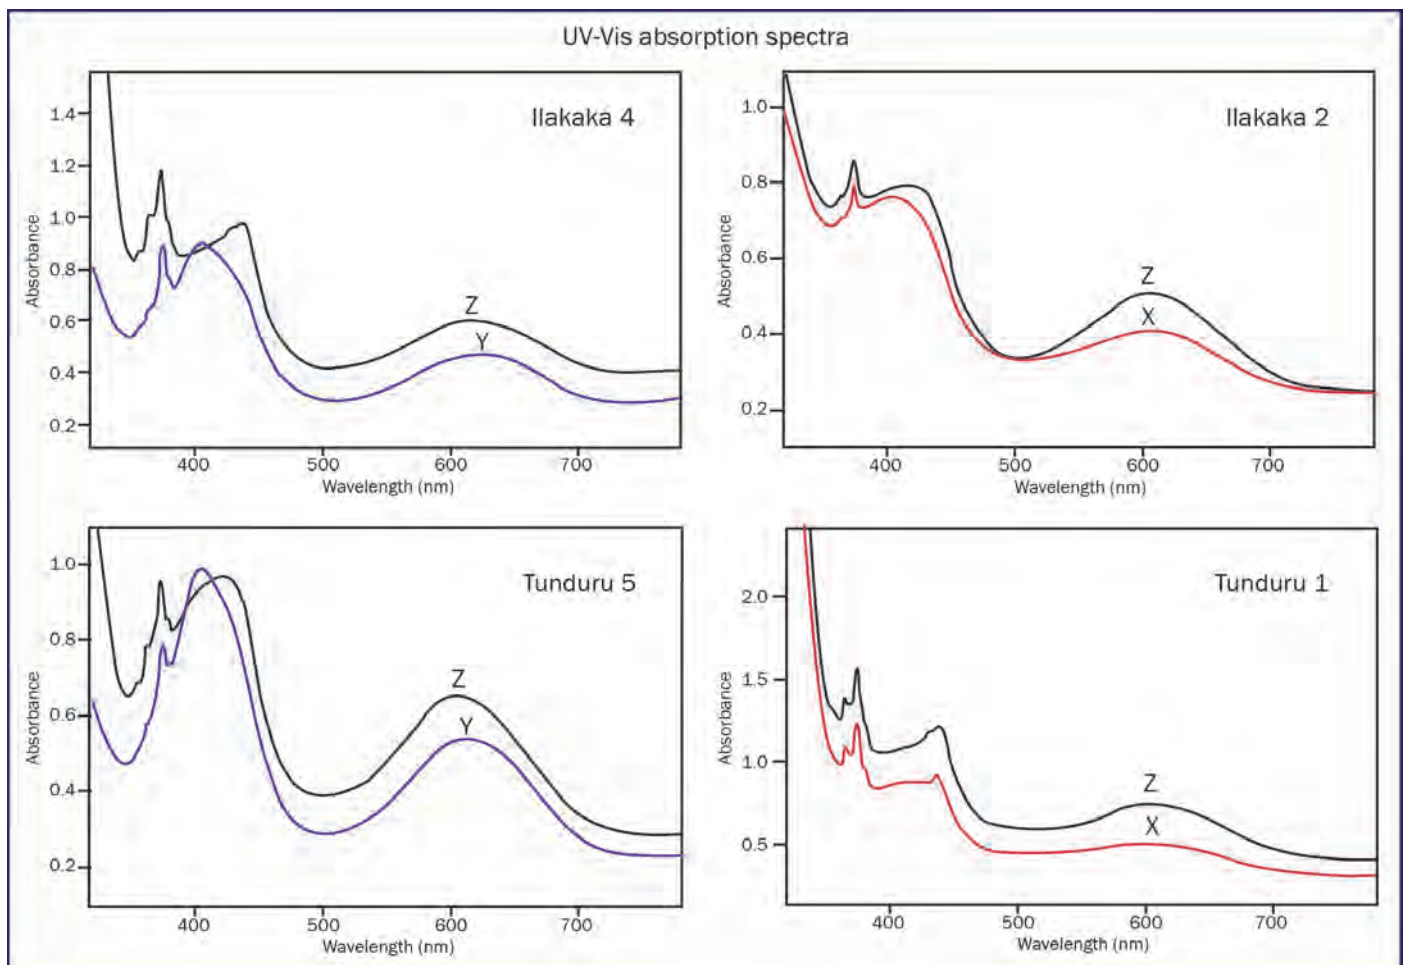 UV-Vis absorption spectra
Ilakaka 4
Absorbance
1.4
1.2
1.0
0.8
0.6
0.4
0.2
Z
Y
400 500 600 700
Wavelength (nm)
Ilakaka 2
Absorbance
1.0
0.8
0.6
0.4
0.2
Z
X
400 500 600 700
Wavelength (nm)
Tunduru 5
Absorbance
1.0
0.8
0.6
0.4
0.2
Z
Y
400 500 600 700
Wavelength (nm)
Tunduru 1
Absorbance
2.0
1.5
1.0
0.5
Z
X
400 500 600 700
Wavelength (nm)